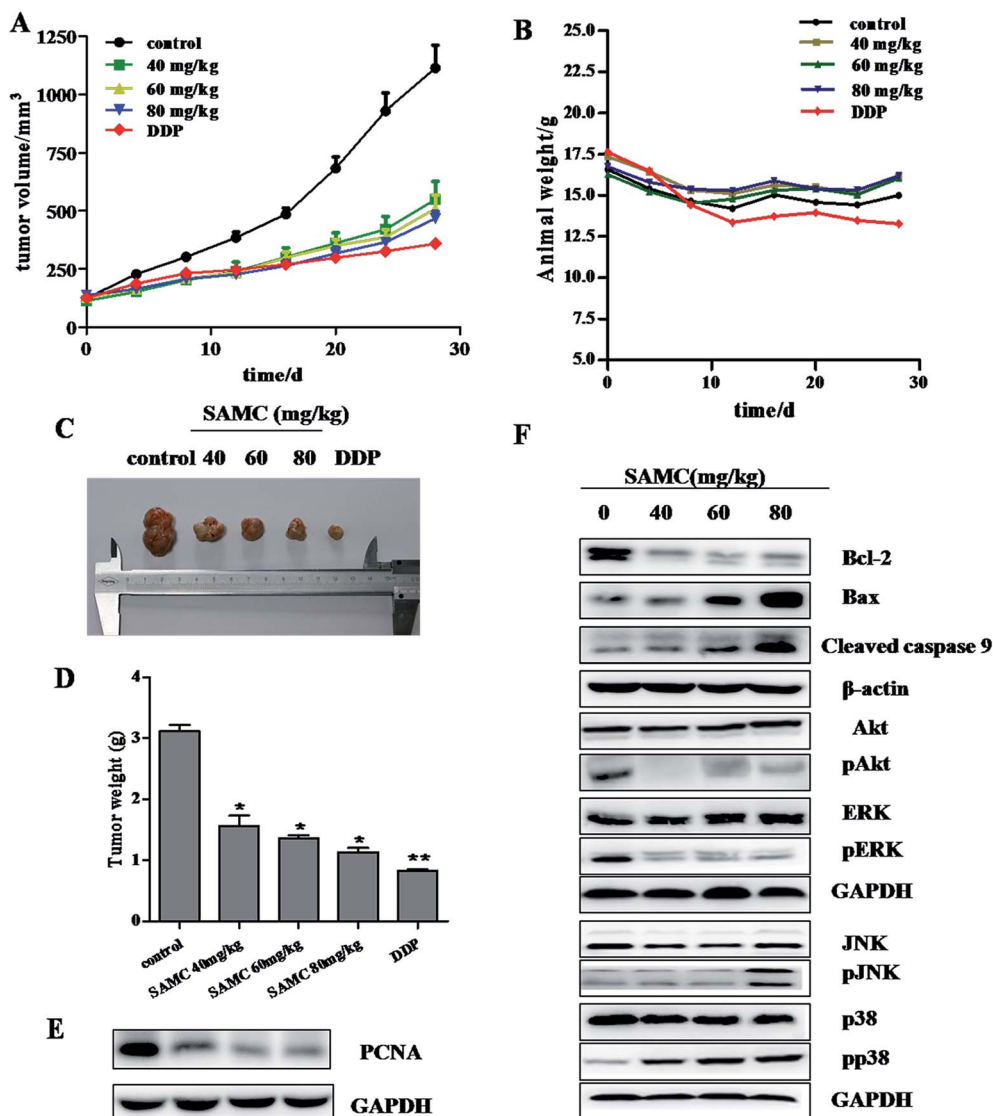 A
1250
1000
750
500
250
0
tumor volume/mm³
0 10 20 30
time/d
control
40 mg/kg
60 mg/kg
80 mg/kg
DDP
B
25.0
22.5
20.0
17.5
15.0
12.5
10.0
7.5
5.0
Animal weight/g
0 10 20 30
time/d
control
40 mg/kg
60 mg/kg
80 mg/kg
DDP
C
SAMC (mg/kg)
control 40 60 80 DDP
D
Tumor weight (g)
4
3
2
1
0
* * * **
control
SAMC 40mg/kg
SAMC 60mg/kg
SAMC 80mg/kg
DDP
E
PCNA
GAPDH
F
SAMC(mg/kg)
0 40 60 80
Bcl-2
Bax
Cleaved caspase 9
β-actin
Akt
pAkt
ERK
pERK
GAPDH
JNK
pJNK
p38
pp38
GAPDH